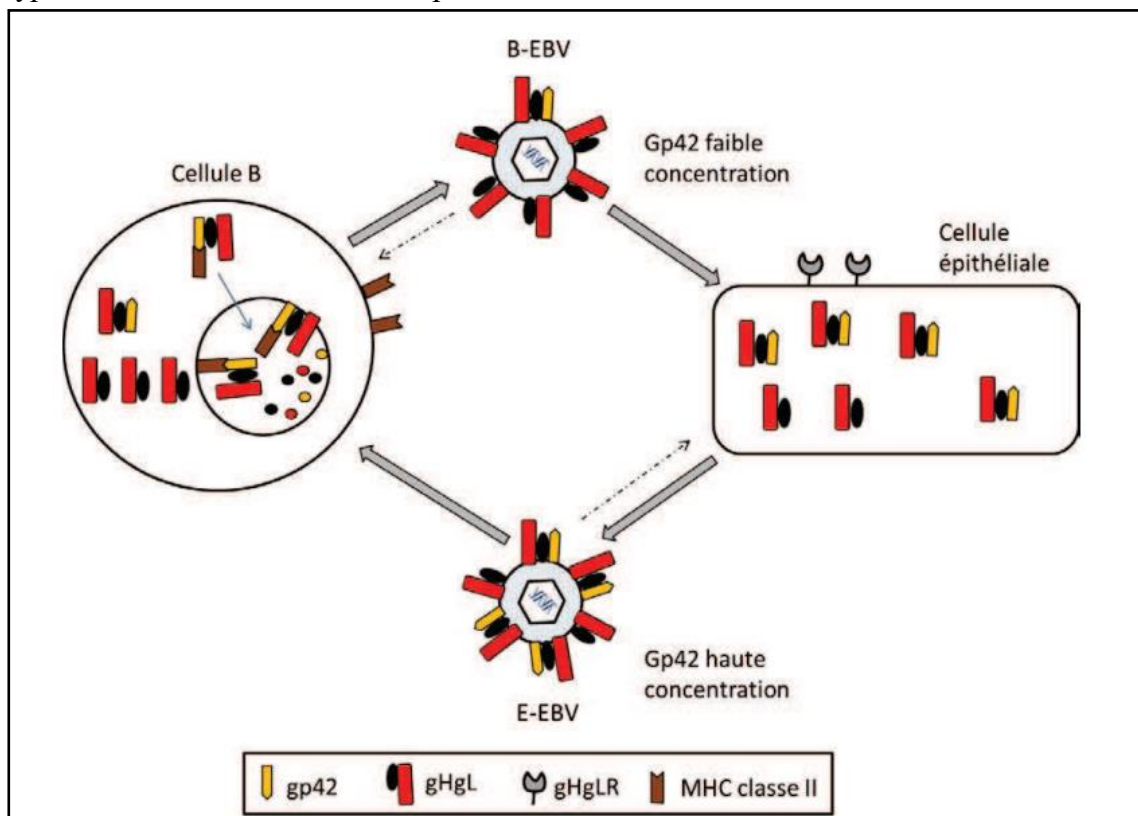 B-EBV
Gp42 faible
concentration
Cellule B
Cellule
épithéliale
Gp42 haute
concentration
E-EBV
gp42
gHgL
gHgLR
MHC classe II